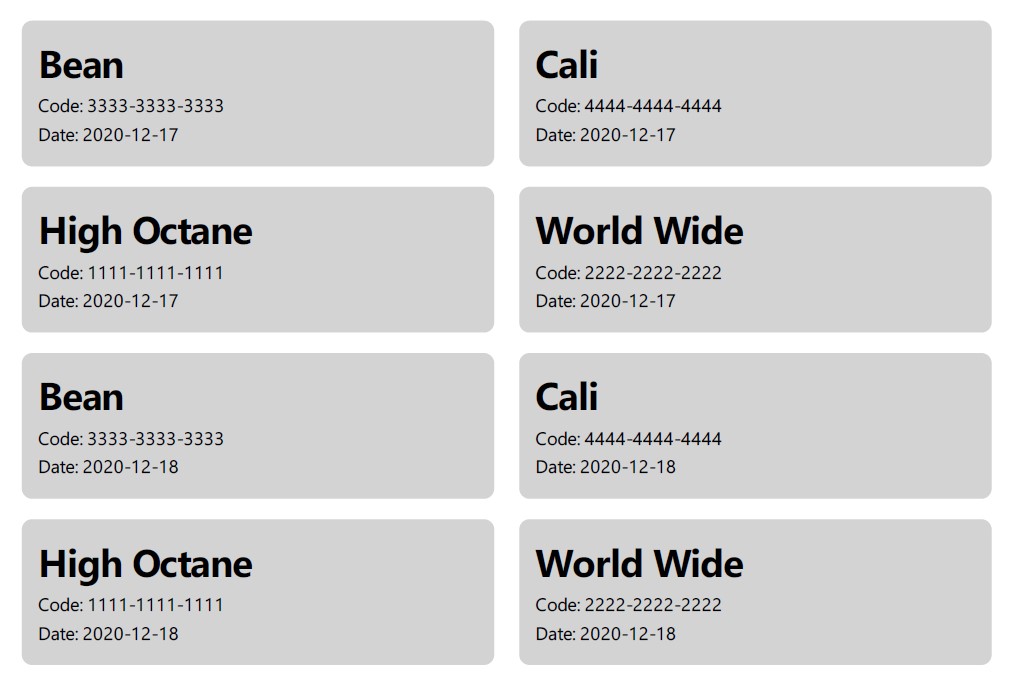 Bean
Code: 3333-3333-3333
Date: 2020-12-17
Cali
Code: 4444-4444-4444
Date: 2020-12-17
High Octane
Code: 1111-1111-1111
Date: 2020-12-17
World Wide
Code: 2222-2222-2222
Date: 2020-12-17
Bean
Code: 3333-3333-3333
Date: 2020-12-18
Cali
Code: 4444-4444-4444
Date: 2020-12-18
High Octane
Code: 1111-1111-1111
Date: 2020-12-18
World Wide
Code: 2222-2222-2222
Date: 2020-12-18